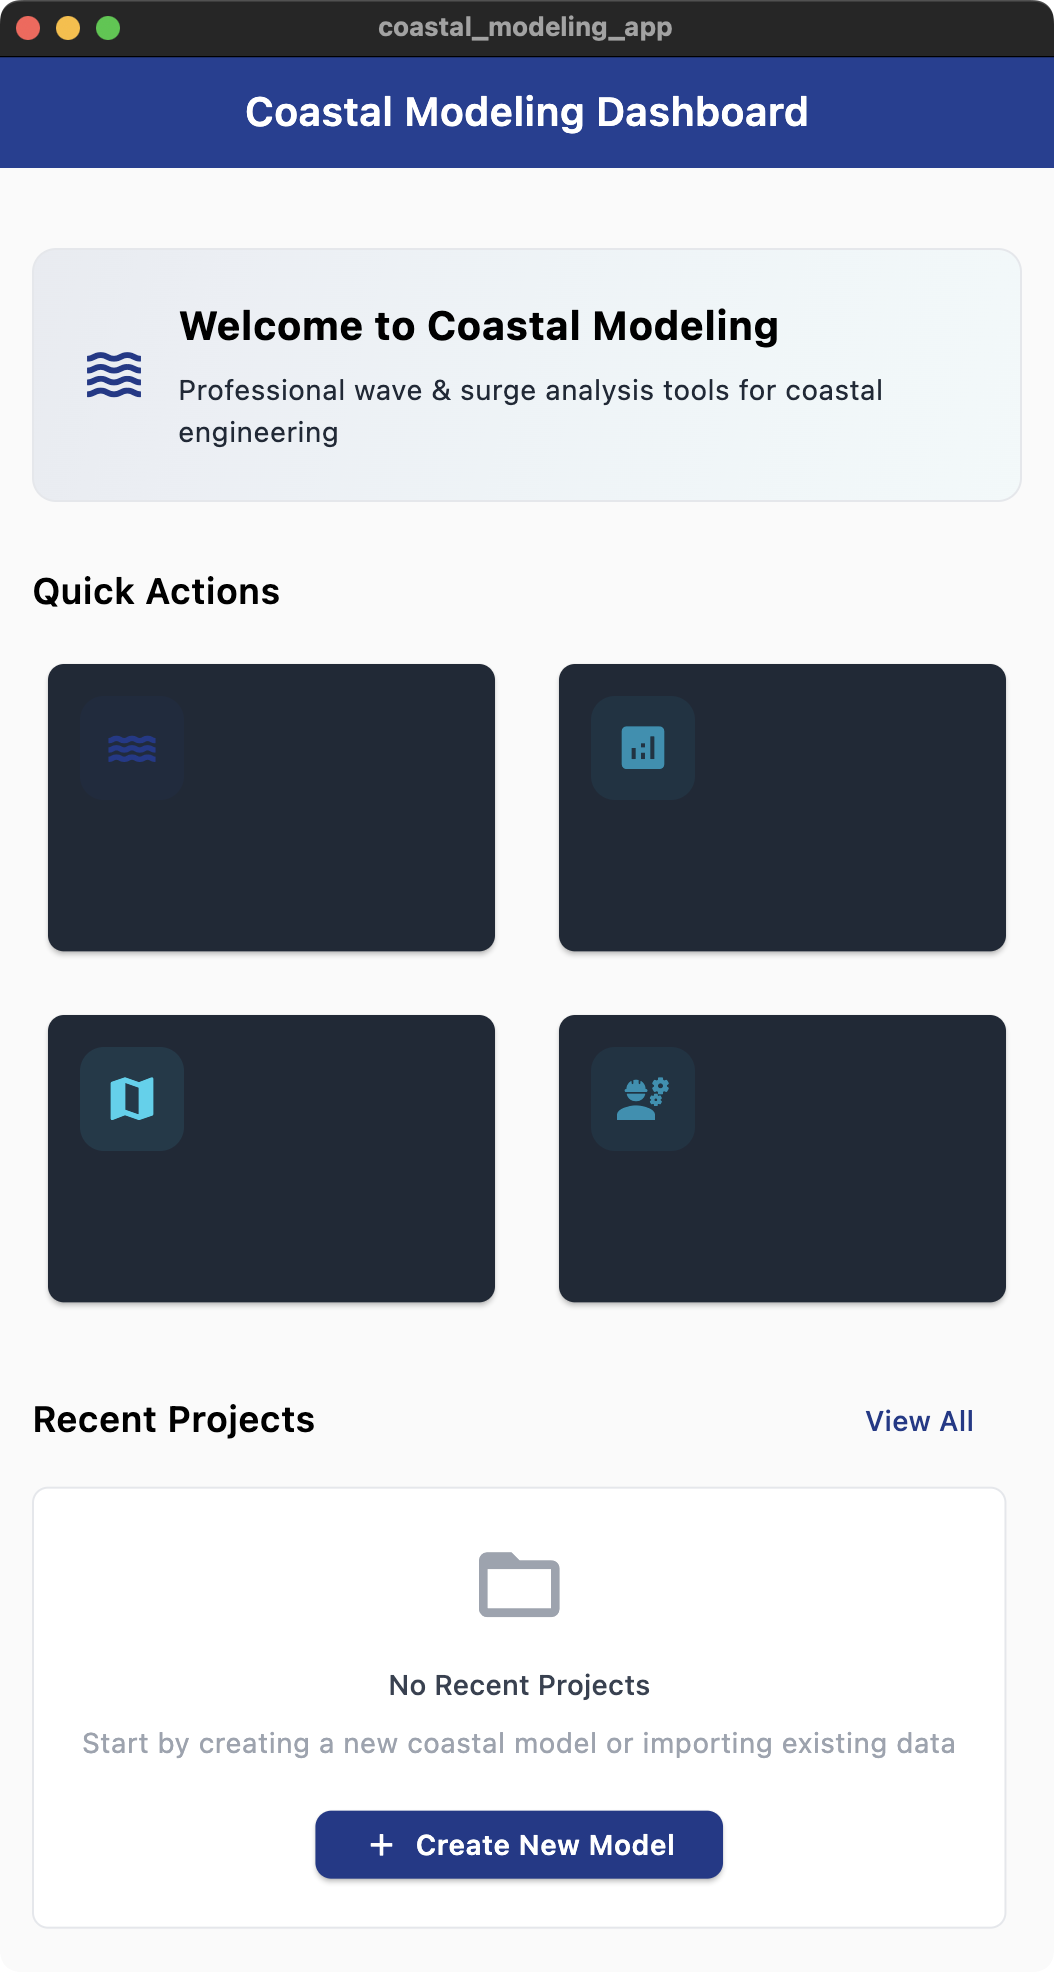 coastal_modeling_app
Coastal Modeling Dashboard
Welcome to Coastal Modeling
Professional wave & surge analysis tools for coastal
engineering
Quick Actions
Recent Projects
View All
No Recent Projects
Start by creating a new coastal model or importing existing data
+ Create New Model